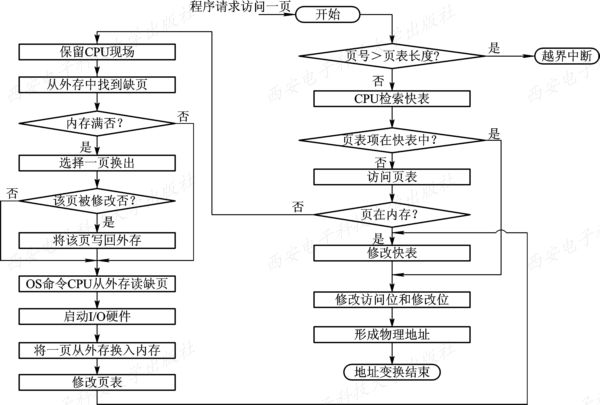 程序请求访问一页
开始
页号＞页表长度？
是
越界中断
否
CPU检索快表
页表项在快表中？
是
否
访问页表
否
页在内存？
是
修改快表
修改访问位和修改位
形成物理地址
地址变换结束
保留CPU现场
从外存中找到缺页
内存满否？
否
是
选择一页换出
否
该页被修改否？
是
将该页写回外存
OS命令CPU从外存读缺页
启动I/O硬件
将一页从外存换入内存
修改页表